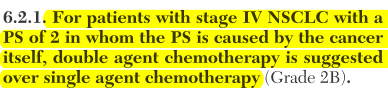 6.2.1. For patients with stage IV NSCLC with a
PS of 2 in whom the PS is caused by the cancer
itself, double agent chemotherapy is suggested
over single agent chemotherapy (Grade 2B).